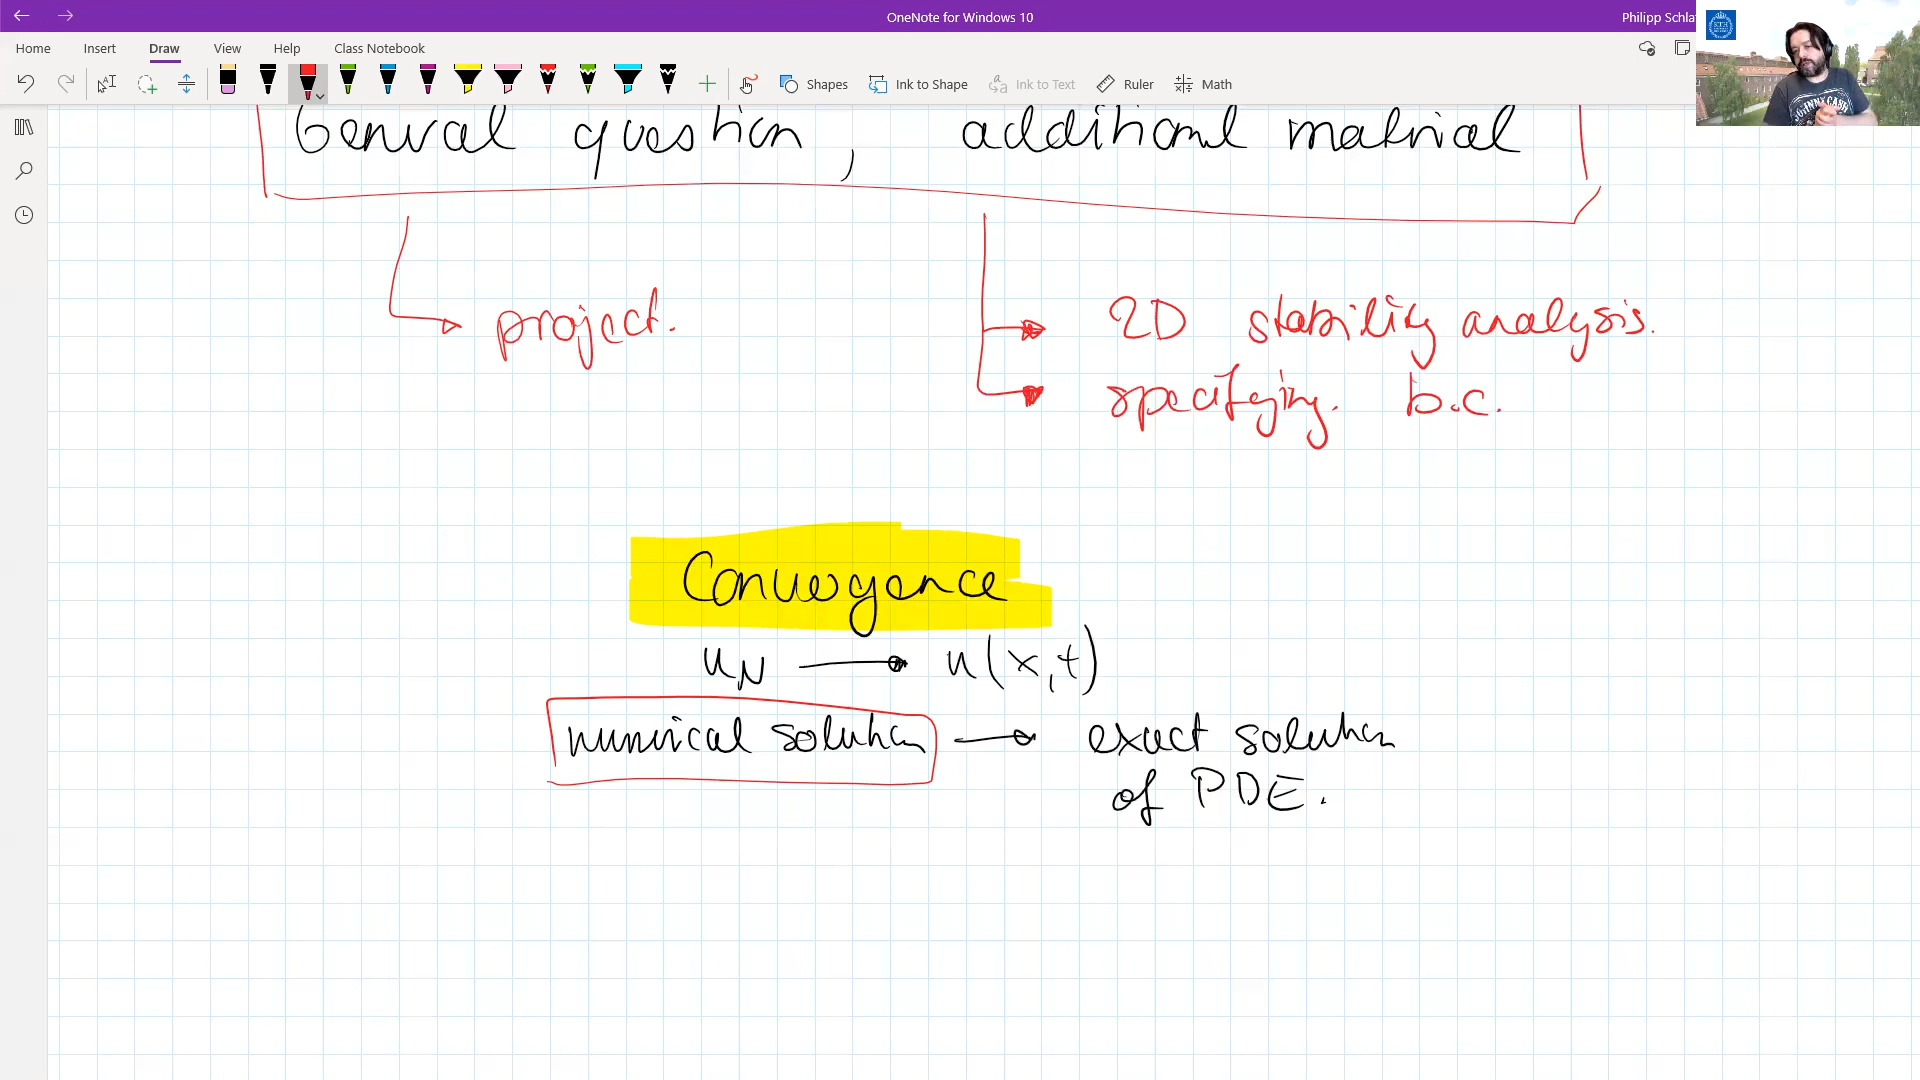 OneNote for Windows 10
Philipp Schla
Home Insert Draw View Help Class Notebook
Shapes Ink to Shape Ink to Text Ruler Math
General question, additional material
project.
2D stability analysis.
specifying. b.c.
Convergence
u_N → u(x,t)
numerical solution → exact solution
of PDE.